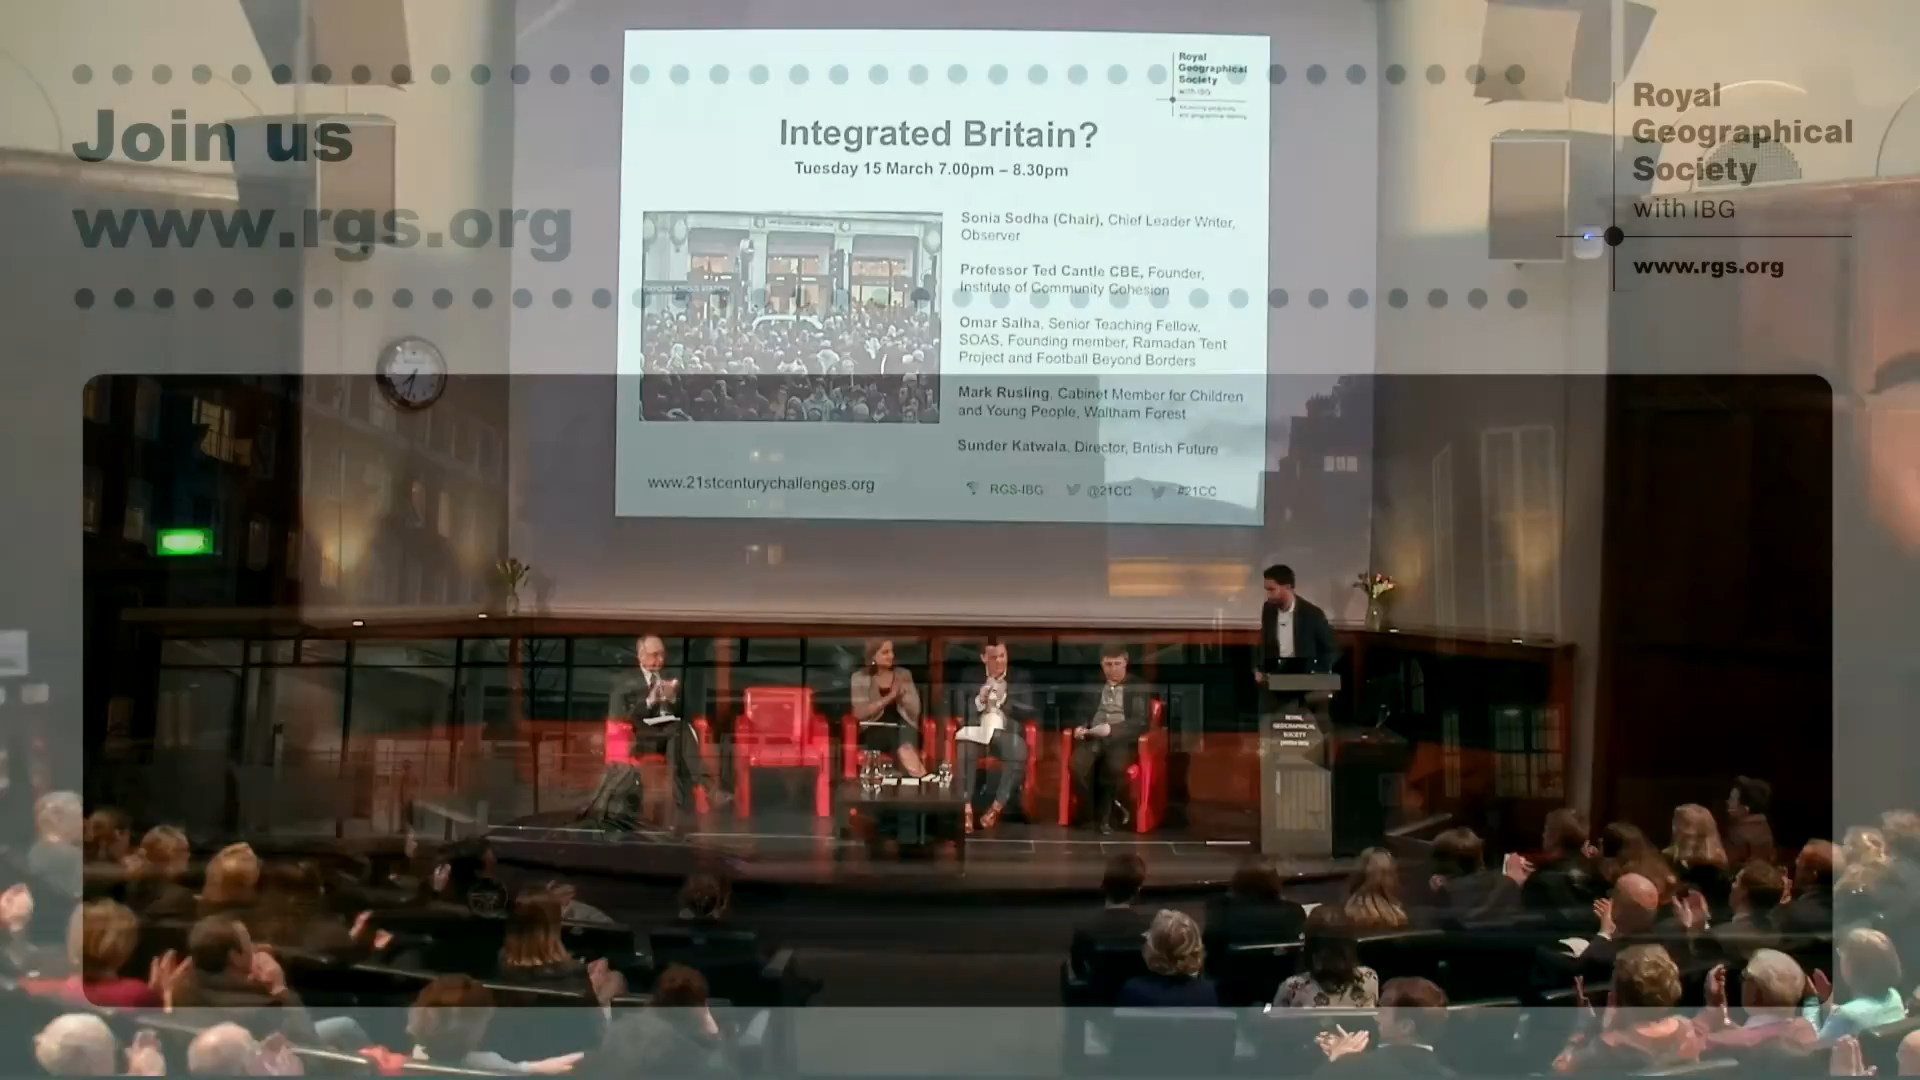 Join us
www.rgs.org
Royal
Geographical
Society
with IBG
www.rgs.org
Royal
Geographical
Society
with IBG
Integrated Britain?
Tuesday 15 March 7.00pm – 8.30pm
Sonia Sodha (Chair), Chief Leader Writer,
Observer
Professor Ted Cantle CBE, Founder,
Institute of Community Cohesion
Omar Salha, Senior Teaching Fellow,
SOAS, Founding member, Ramadan Tent
Project and Football Beyond Borders
Mark Rusling, Cabinet Member for Children
and Young People, Waltham Forest
Sunder Katwala, Director, British Future
www.21stcenturychallenges.org
RGS-IBG @21CC #21CC
ROYAL
GEOGRAPHICAL
SOCIETY